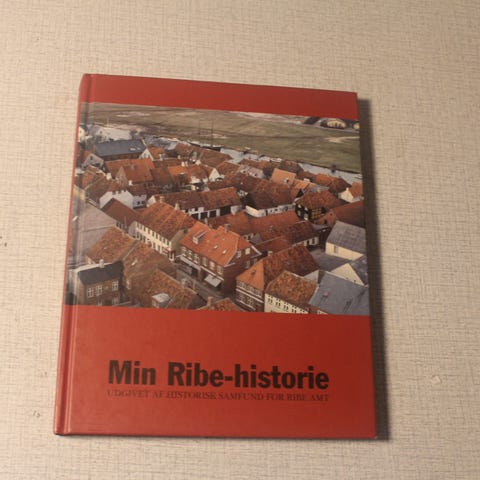 Min Ribe-historie
UDGIVET AF HISTORISK SAMFUND FOR RIBE AMT